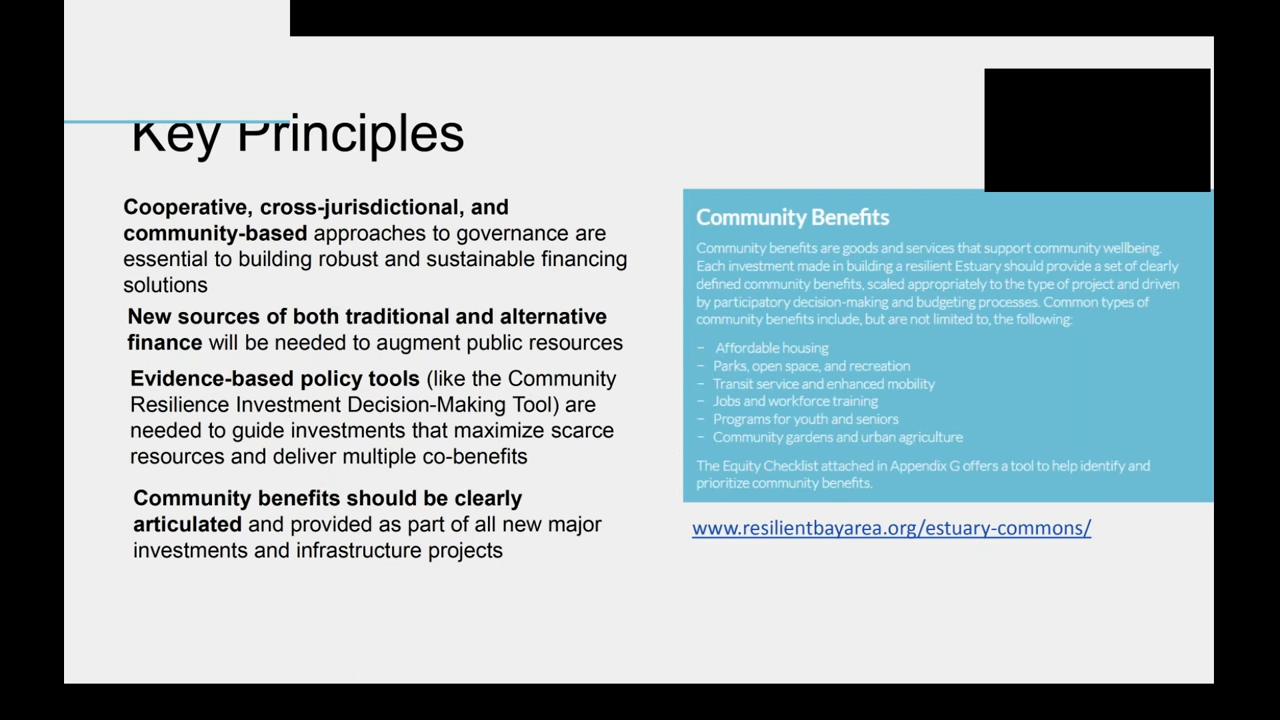 Key Principles
Cooperative, cross-jurisdictional, and
community-based approaches to governance are
essential to building robust and sustainable financing
solutions
New sources of both traditional and alternative
finance will be needed to augment public resources
Evidence-based policy tools (like the Community
Resilience Investment Decision-Making Tool) are
needed to guide investments that maximize scarce
resources and deliver multiple co-benefits
Community benefits should be clearly
articulated and provided as part of all new major
investments and infrastructure projects
Community Benefits
Community benefits are goods and services that support community wellbeing.
Each investment made in building a resilient Estuary should provide a set of clearly
defined community benefits, scaled appropriately to the type of project and driven
by participatory decision-making and budgeting processes. Common types of
community benefits include, but are not limited to, the following:
– Affordable housing
– Parks, open space, and recreation
– Transit service and enhanced mobility
– Jobs and workforce training
– Programs for youth and seniors
– Community gardens and urban agriculture
The Equity Checklist attached in Appendix G offers a tool to help identify and
prioritize community benefits.
www.resilientbayarea.org/estuary-commons/